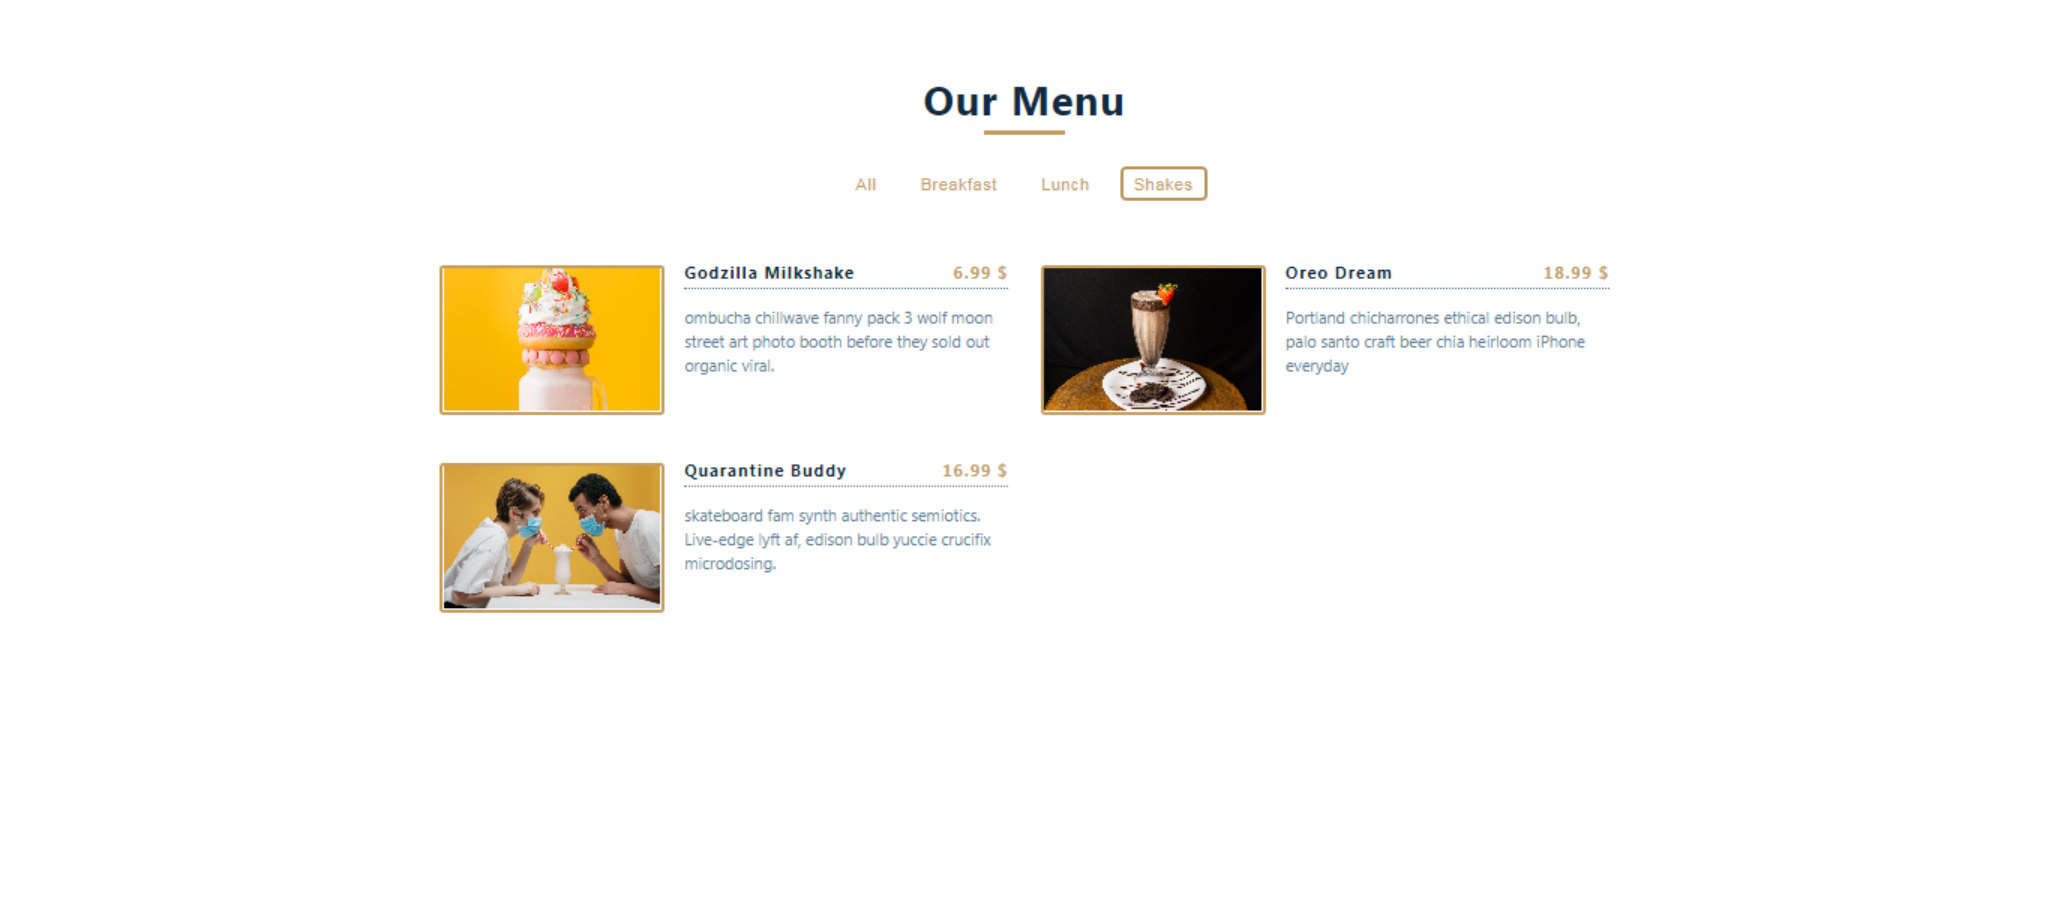 Our Menu
All Breakfast Lunch Shakes
Godzilla Milkshake 6.99 $
ombucha chillwave fanny pack 3 wolf moon
street art photo booth before they sold out
organic viral.
Oreo Dream 18.99 $
Portland chicharrones ethical edison bulb,
palo santo craft beer chia heirloom iPhone
everyday
Quarantine Buddy 16.99 $
skateboard fam synth authentic semiotics.
Live-edge lyft af, edison bulb yuccie crucifix
microdosing.